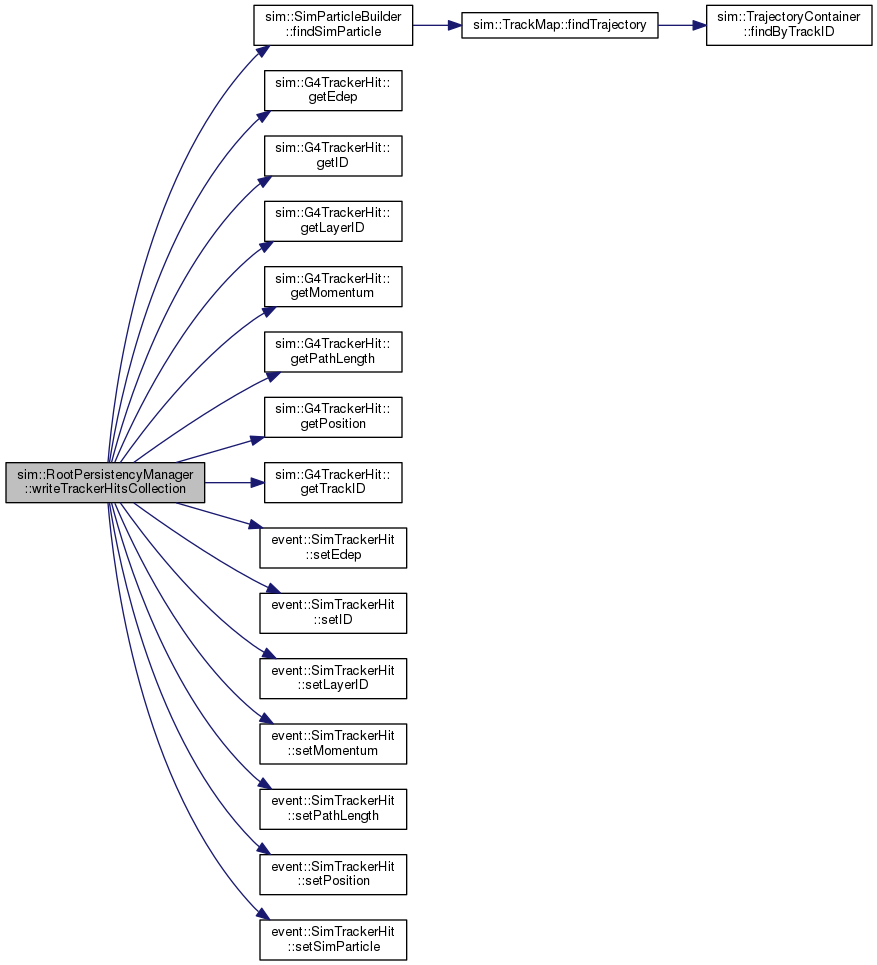 sim::SimParticleBuilder
::findSimParticle
sim::TrackMap::findTrajectory
sim::TrajectoryContainer
::findByTrackID
sim::G4TrackerHit::
getEdep
sim::G4TrackerHit::
getID
sim::G4TrackerHit::
getLayerID
sim::G4TrackerHit::
getMomentum
sim::G4TrackerHit::
getPathLength
sim::G4TrackerHit::
getPosition
sim::RootPersistencyManager
::writeTrackerHitsCollection
sim::G4TrackerHit::
getTrackID
event::SimTrackerHit
::setEdep
event::SimTrackerHit
::setID
event::SimTrackerHit
::setLayerID
event::SimTrackerHit
::setMomentum
event::SimTrackerHit
::setPathLength
event::SimTrackerHit
::setPosition
event::SimTrackerHit
::setSimParticle